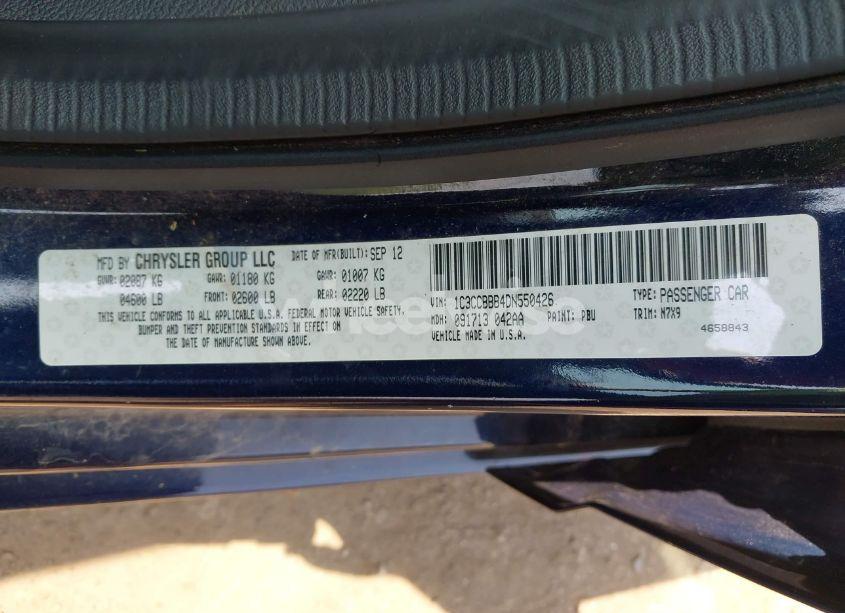 MFD BY CHRYSLER GROUP LLC DATE OF MFR(BUILT): SEP 12
GVWR: 02087 KG GAWR: 01180 KG GAWR: 01007 KG
04600 LB FRONT: 02600 LB REAR: 02220 LB
THIS VEHICLE CONFORMS TO ALL APPLICABLE U.S.A. FEDERAL MOTOR VEHICLE SAFETY,
BUMPER AND THEFT PREVENTION STANDARDS IN EFFECT ON
THE DATE OF MANUFACTURE SHOWN ABOVE.
VIN: 1C3CCBBB4DN550426 TYPE: PASSENGER CAR
MDH: 091713 042AA PAINT: PBU TRIM: N7X9
VEHICLE MADE IN U.S.A. 4658843